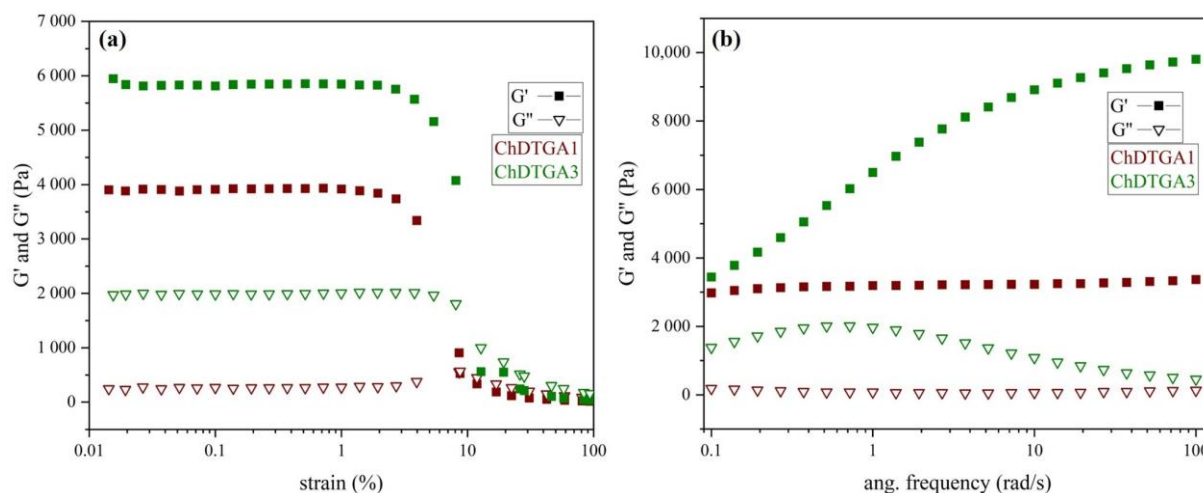 (a)
7 000
6 000
5 000
4 000
3 000
2 000
1 000
0
G' and G'' (Pa)
G'
G''
ChDTGA1
ChDTGA3
0.01
0.1
1
10
100
strain (%)
(b)
10,000
8 000
6 000
4 000
2 000
0
G' and G'' (Pa)
G'
G''
ChDTGA1
ChDTGA3
0.1
1
10
100
ang. frequency (rad/s)